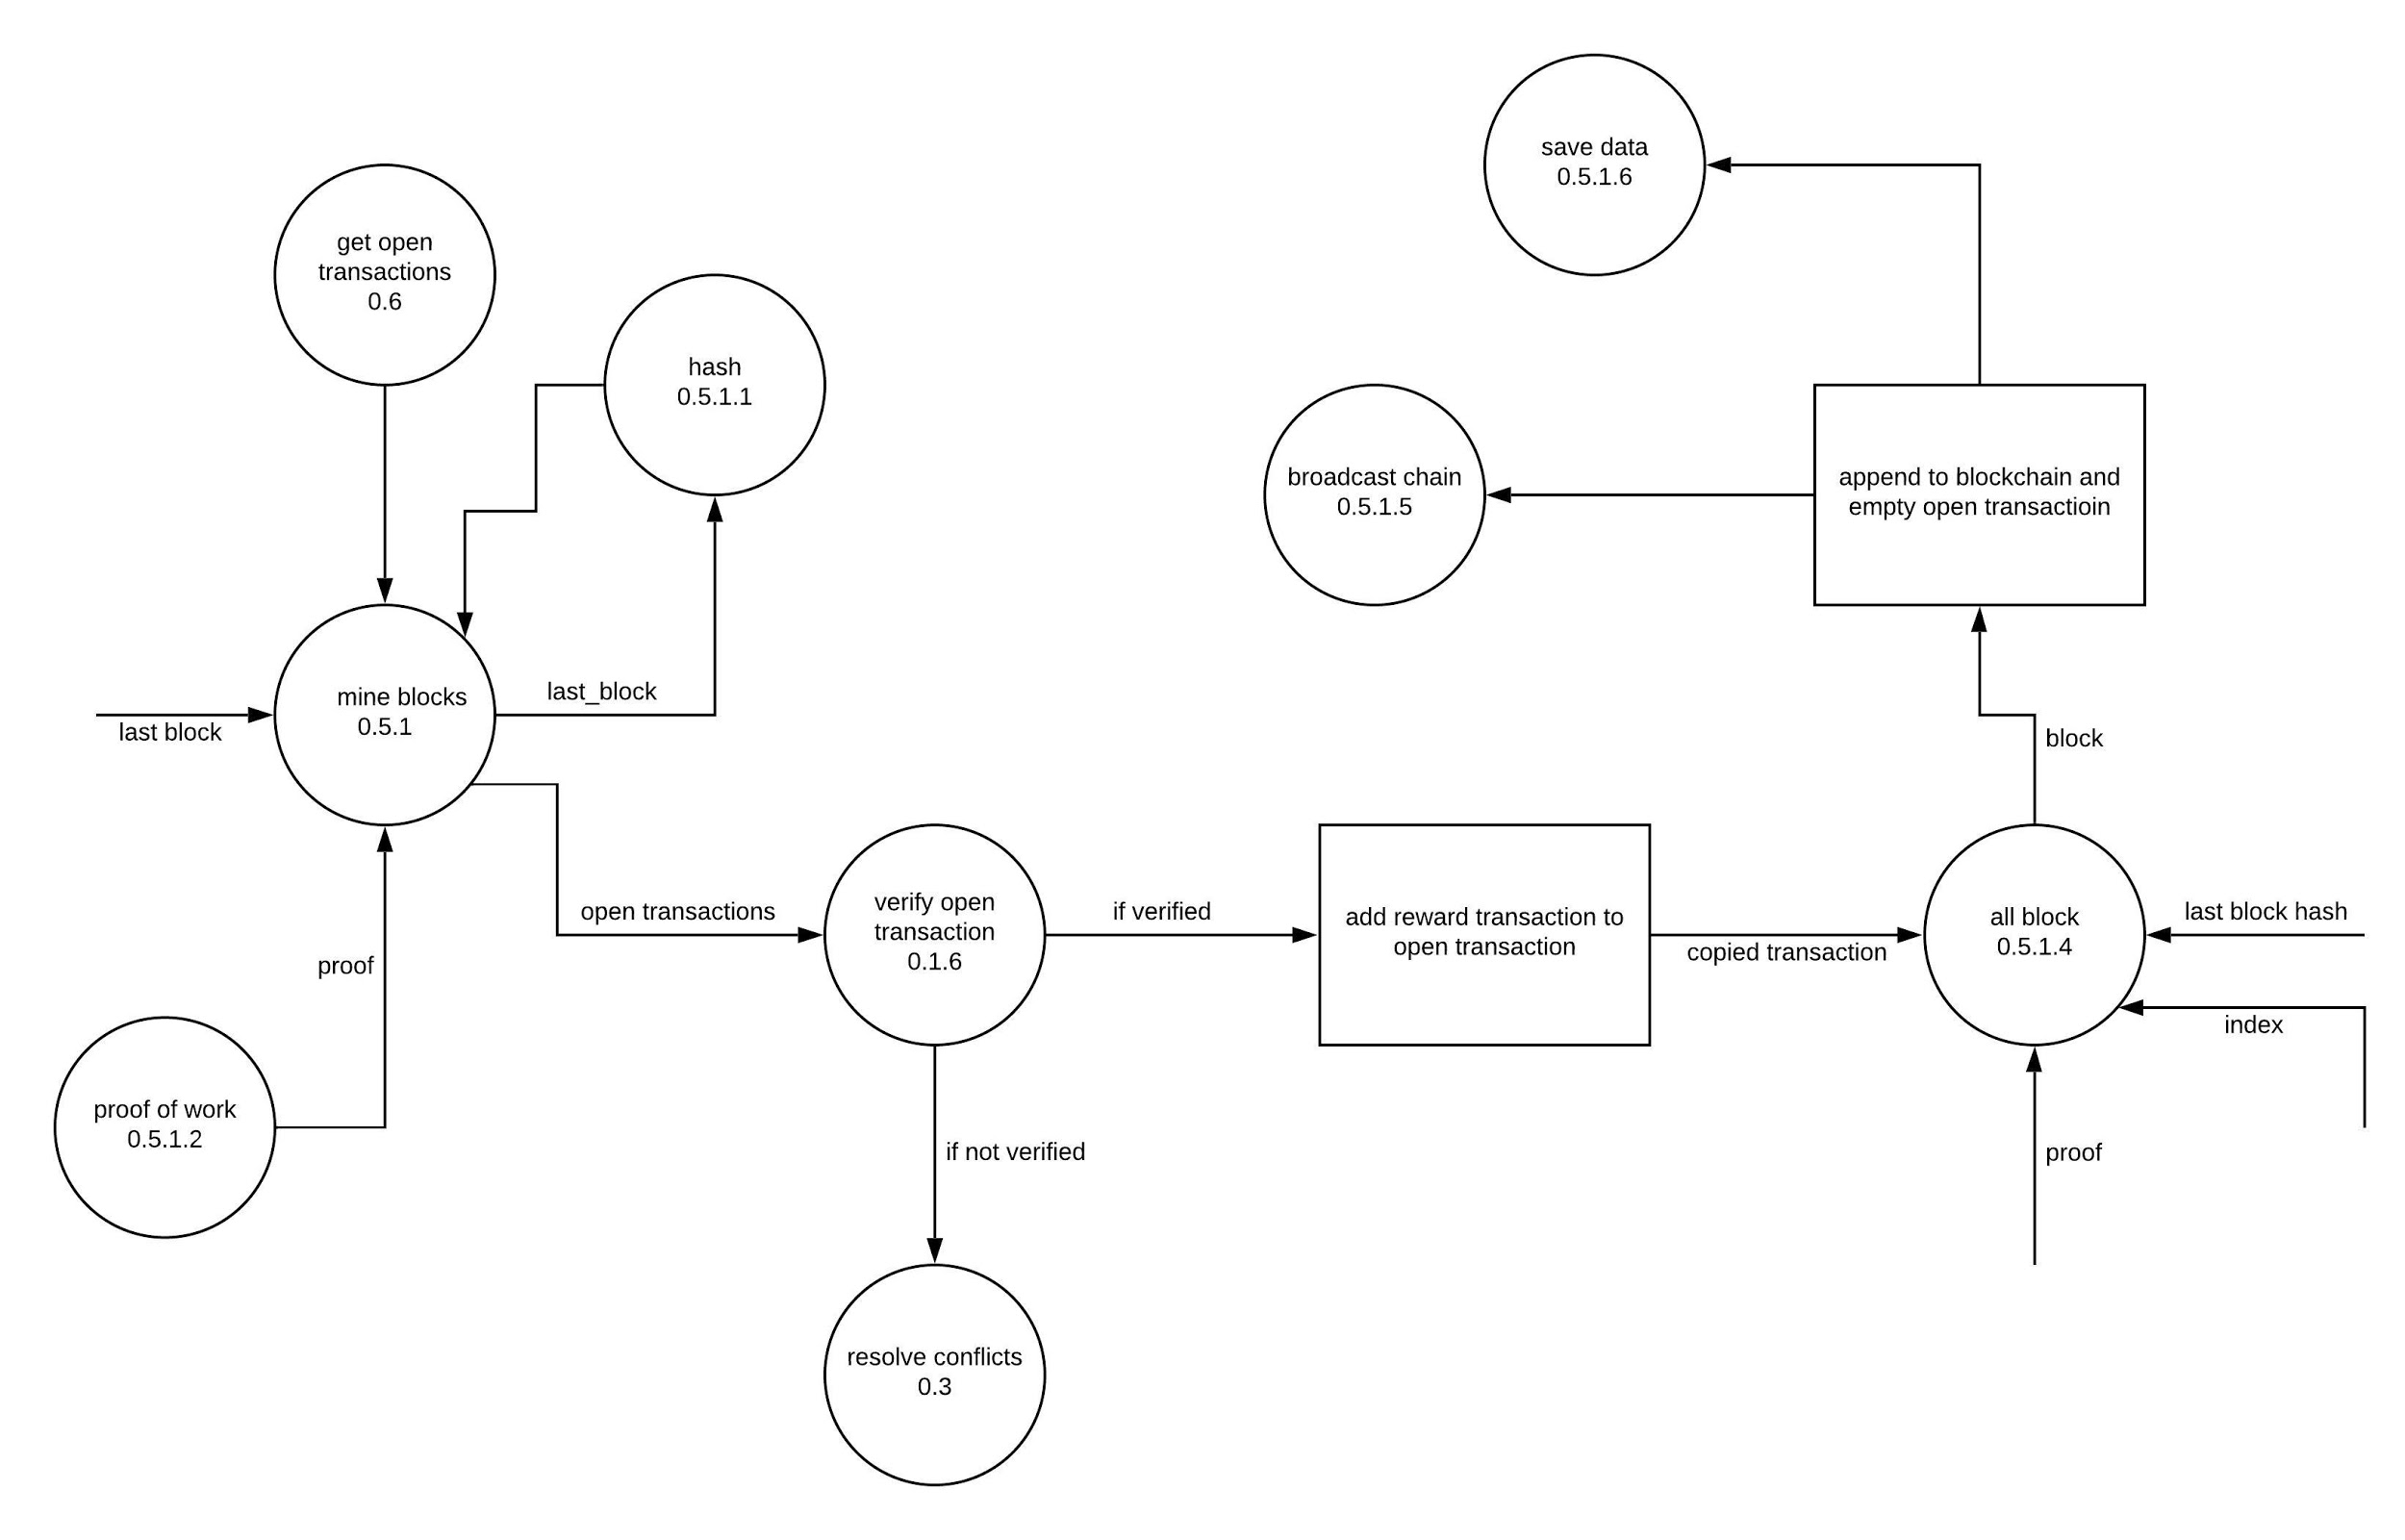 save data
0.5.1.6
get open
transactions
0.6
hash
0.5.1.1
broadcast chain
0.5.1.5
append to blockchain and
empty open transactioin
mine blocks
0.5.1
last_block
last block
block
open transactions
verify open
transaction
0.1.6
if verified
add reward transaction to
open transaction
copied transaction
all block
0.5.1.4
last block hash
index
proof
proof of work
0.5.1.2
if not verified
proof
resolve conflicts
0.3